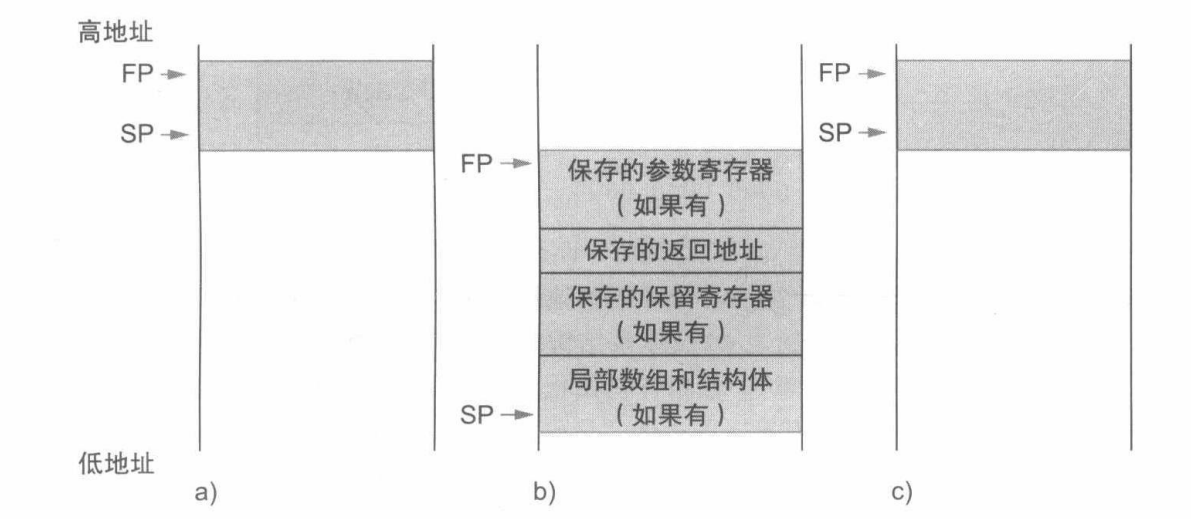 高地址
FP
SP
FP
保存的参数寄存器
(如果有)
保存的返回地址
保存的保留寄存器
(如果有)
局部数组和结构体
(如果有)
SP
FP
SP
低地址
a)
b)
c)